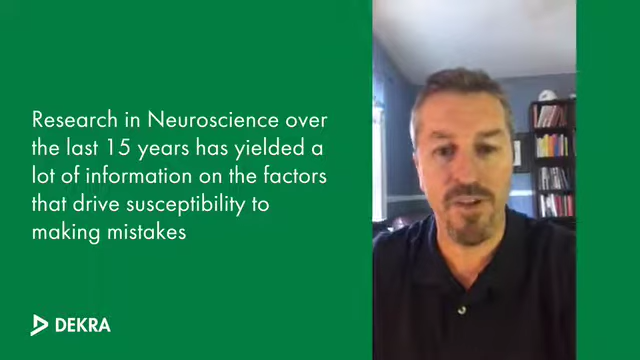 Research in Neuroscience over
the last 15 years has yielded a
lot of information on the factors
that drive susceptibility to
making mistakes
DEKRA